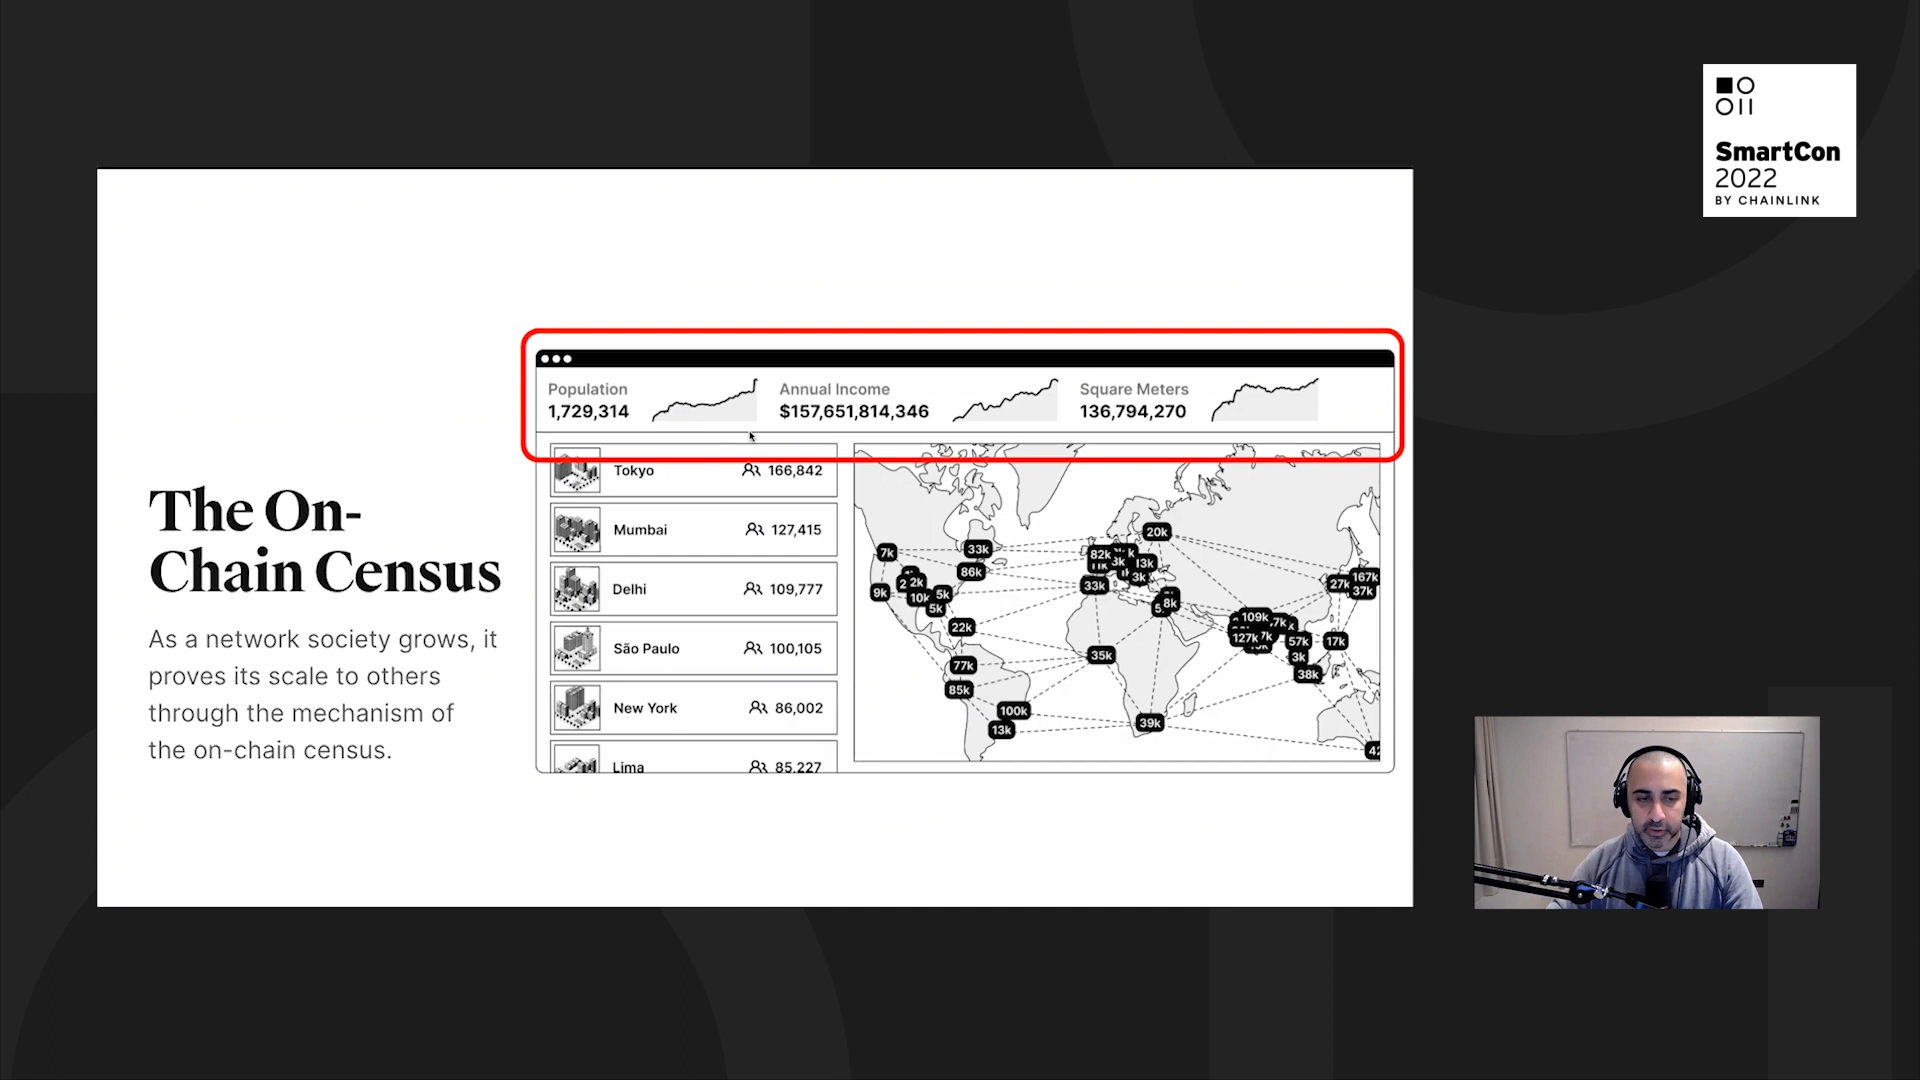 SmartCon
2022
BY CHAINLINK
Population
1,729,314
Annual Income
$157,651,814,346
Square Meters
136,794,270
The On-
Chain Census
As a network society grows, it
proves its scale to others
through the mechanism of
the on-chain census.
Tokyo 166,842
Mumbai 127,415
Delhi 109,777
São Paulo 100,105
New York 86,002
Lima 85,227
20k
7k
33k
82k
86k
13k
3k
3k
33k
27k
167k
37k
2k
9k
10k
5k
5k
8k
22k
109k
127k
57k
17k
35k
3k
77k
38k
85k
100k
13k
39k